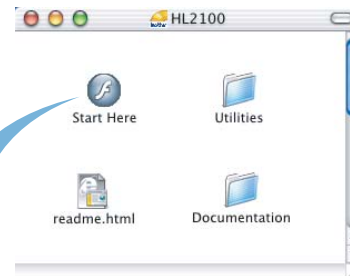 HL2100
Start Here
Utilities
readme.html
Documentation